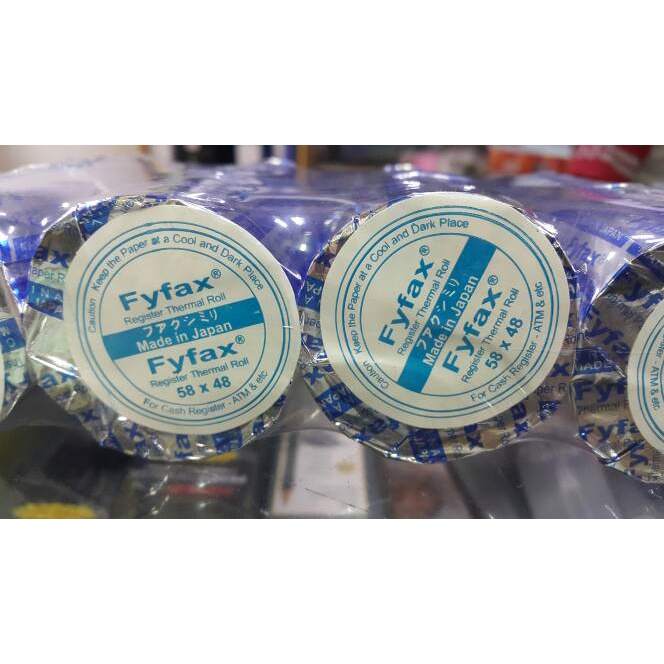 Caution Keep the Paper at a Cool and Dark Place
Fyfax®
Register Thermal Roll
フアクシミリ
Made in Japan
Fyfax®
Register Thermal Roll
58 x 48
For Cash Register - ATM & etc
Caution Keep the Paper at a Cool and Dark Place
Fyfax®
Register Thermal Roll
フアクシミリ
Made in Japan
Fyfax®
Register Thermal Roll
58 x 48
For Cash Register - ATM & etc